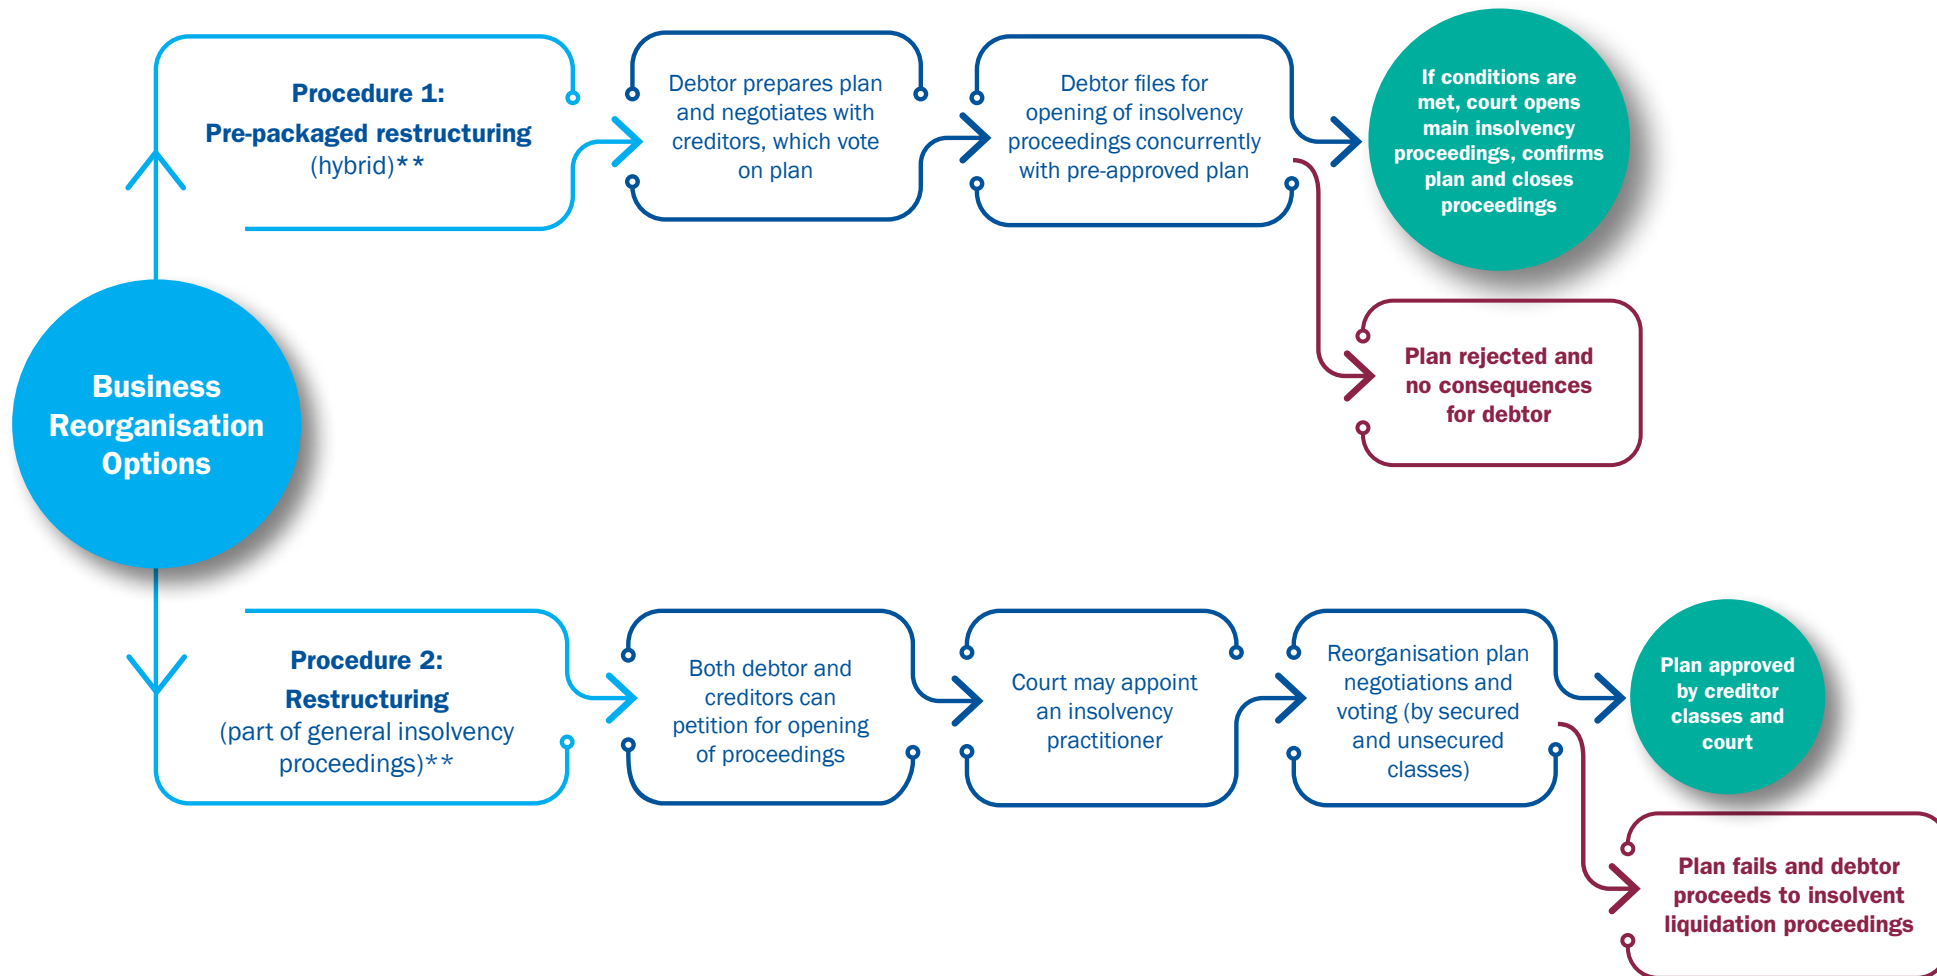 Business
Reorganisation
Options
Procedure 1:
Pre-packaged restructuring
(hybrid)**
Debtor prepares plan
and negotiates with
creditors, which vote
on plan
Debtor files for
opening of insolvency
proceedings concurrently
with pre-approved plan
If conditions are
met, court opens
main insolvency
proceedings, confirms
plan and closes
proceedings
Plan rejected and
no consequences
for debtor
Procedure 2:
Restructuring
(part of general insolvency
proceedings)**
Both debtor and
creditors can
petition for opening
of proceedings
Court may appoint
an insolvency
practitioner
Reorganisation plan
negotiations and
voting (by secured
and unsecured
classes)
Plan approved
by creditor
classes and
court
Plan fails and debtor
proceeds to insolvent
liquidation proceedings